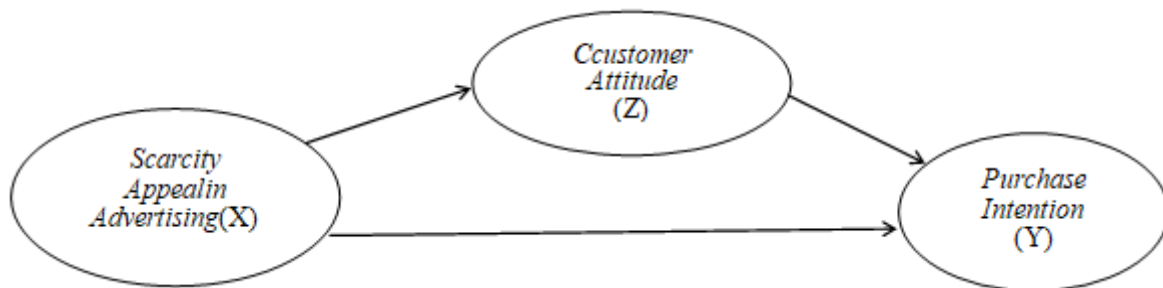 Ccustomer
Attitude
(Z)
Scarcity
Appealin
Advertising(X)
Purchase
Intention
(Y)